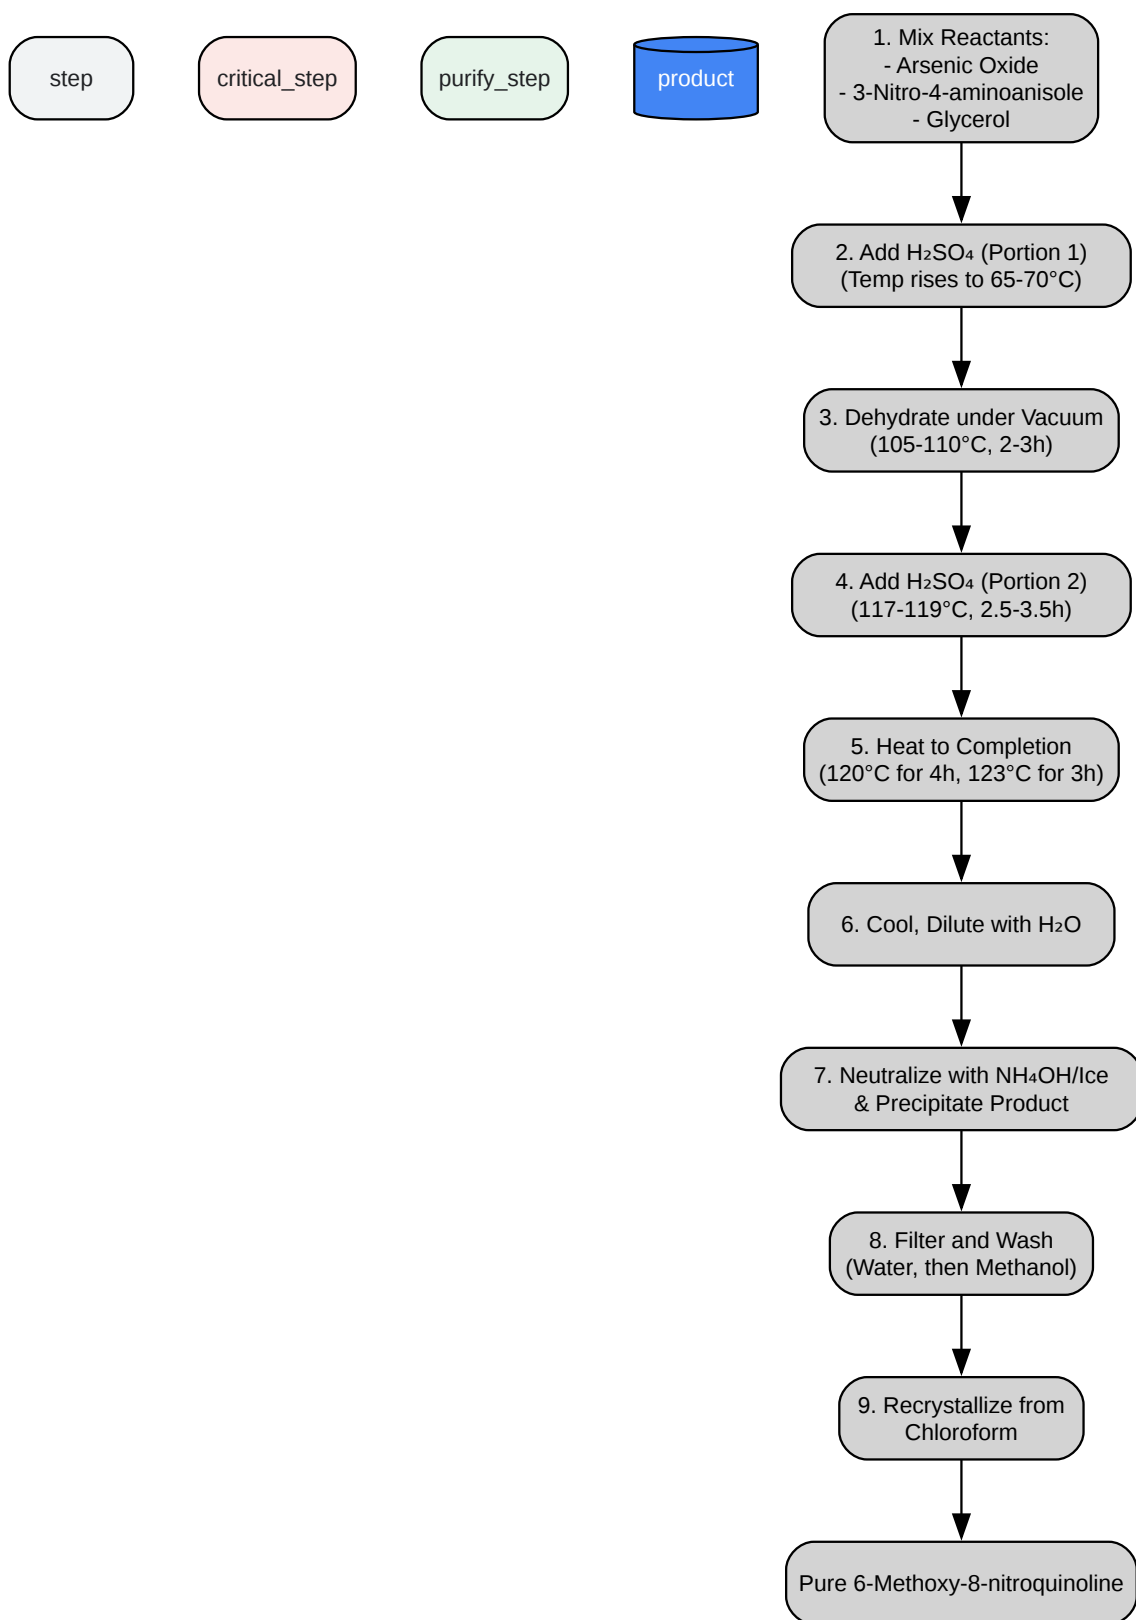 step
critical_step
purify_step
product
1. Mix Reactants:
- Arsenic Oxide
- 3-Nitro-4-aminoanisole
- Glycerol
2. Add H₂SO₄ (Portion 1)
(Temp rises to 65-70°C)
3. Dehydrate under Vacuum
(105-110°C, 2-3h)
4. Add H₂SO₄ (Portion 2)
(117-119°C, 2.5-3.5h)
5. Heat to Completion
(120°C for 4h, 123°C for 3h)
6. Cool, Dilute with H₂O
7. Neutralize with NH₄OH/Ice
& Precipitate Product
8. Filter and Wash
(Water, then Methanol)
9. Recrystallize from
Chloroform
Pure 6-Methoxy-8-nitroquinoline